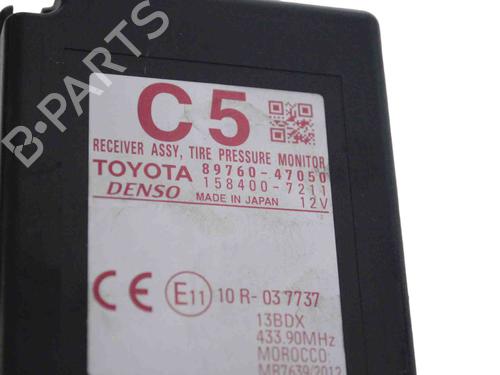 B-PARTS
C5
RECEIVER ASSY, TIRE PRESSURE MONITOR
TOYOTA 89760-47050
DENSO 158400-7211
MADE IN JAPAN 12V
CE E11 10 R-037737
13BDX
433.90MHz
MOROCCO:
MR7639/2012